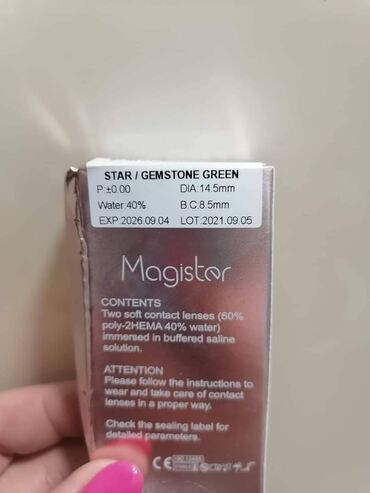 STAR / GEMSTONE GREEN
P:±0.00 DIA:14.5mm
Water:40% B.C:8.5mm
EXP:2026.09.04 LOT:2021.09.05
Magister
CONTENTS
Two soft contact lenses (60%
poly-2HEMA 40% water)
immersed in buffered saline
solution.
ATTENTION
Please follow the instructions to
wear and take care of contact
lenses in a proper way.
Check the sealing label for
detailed parameters.
CE